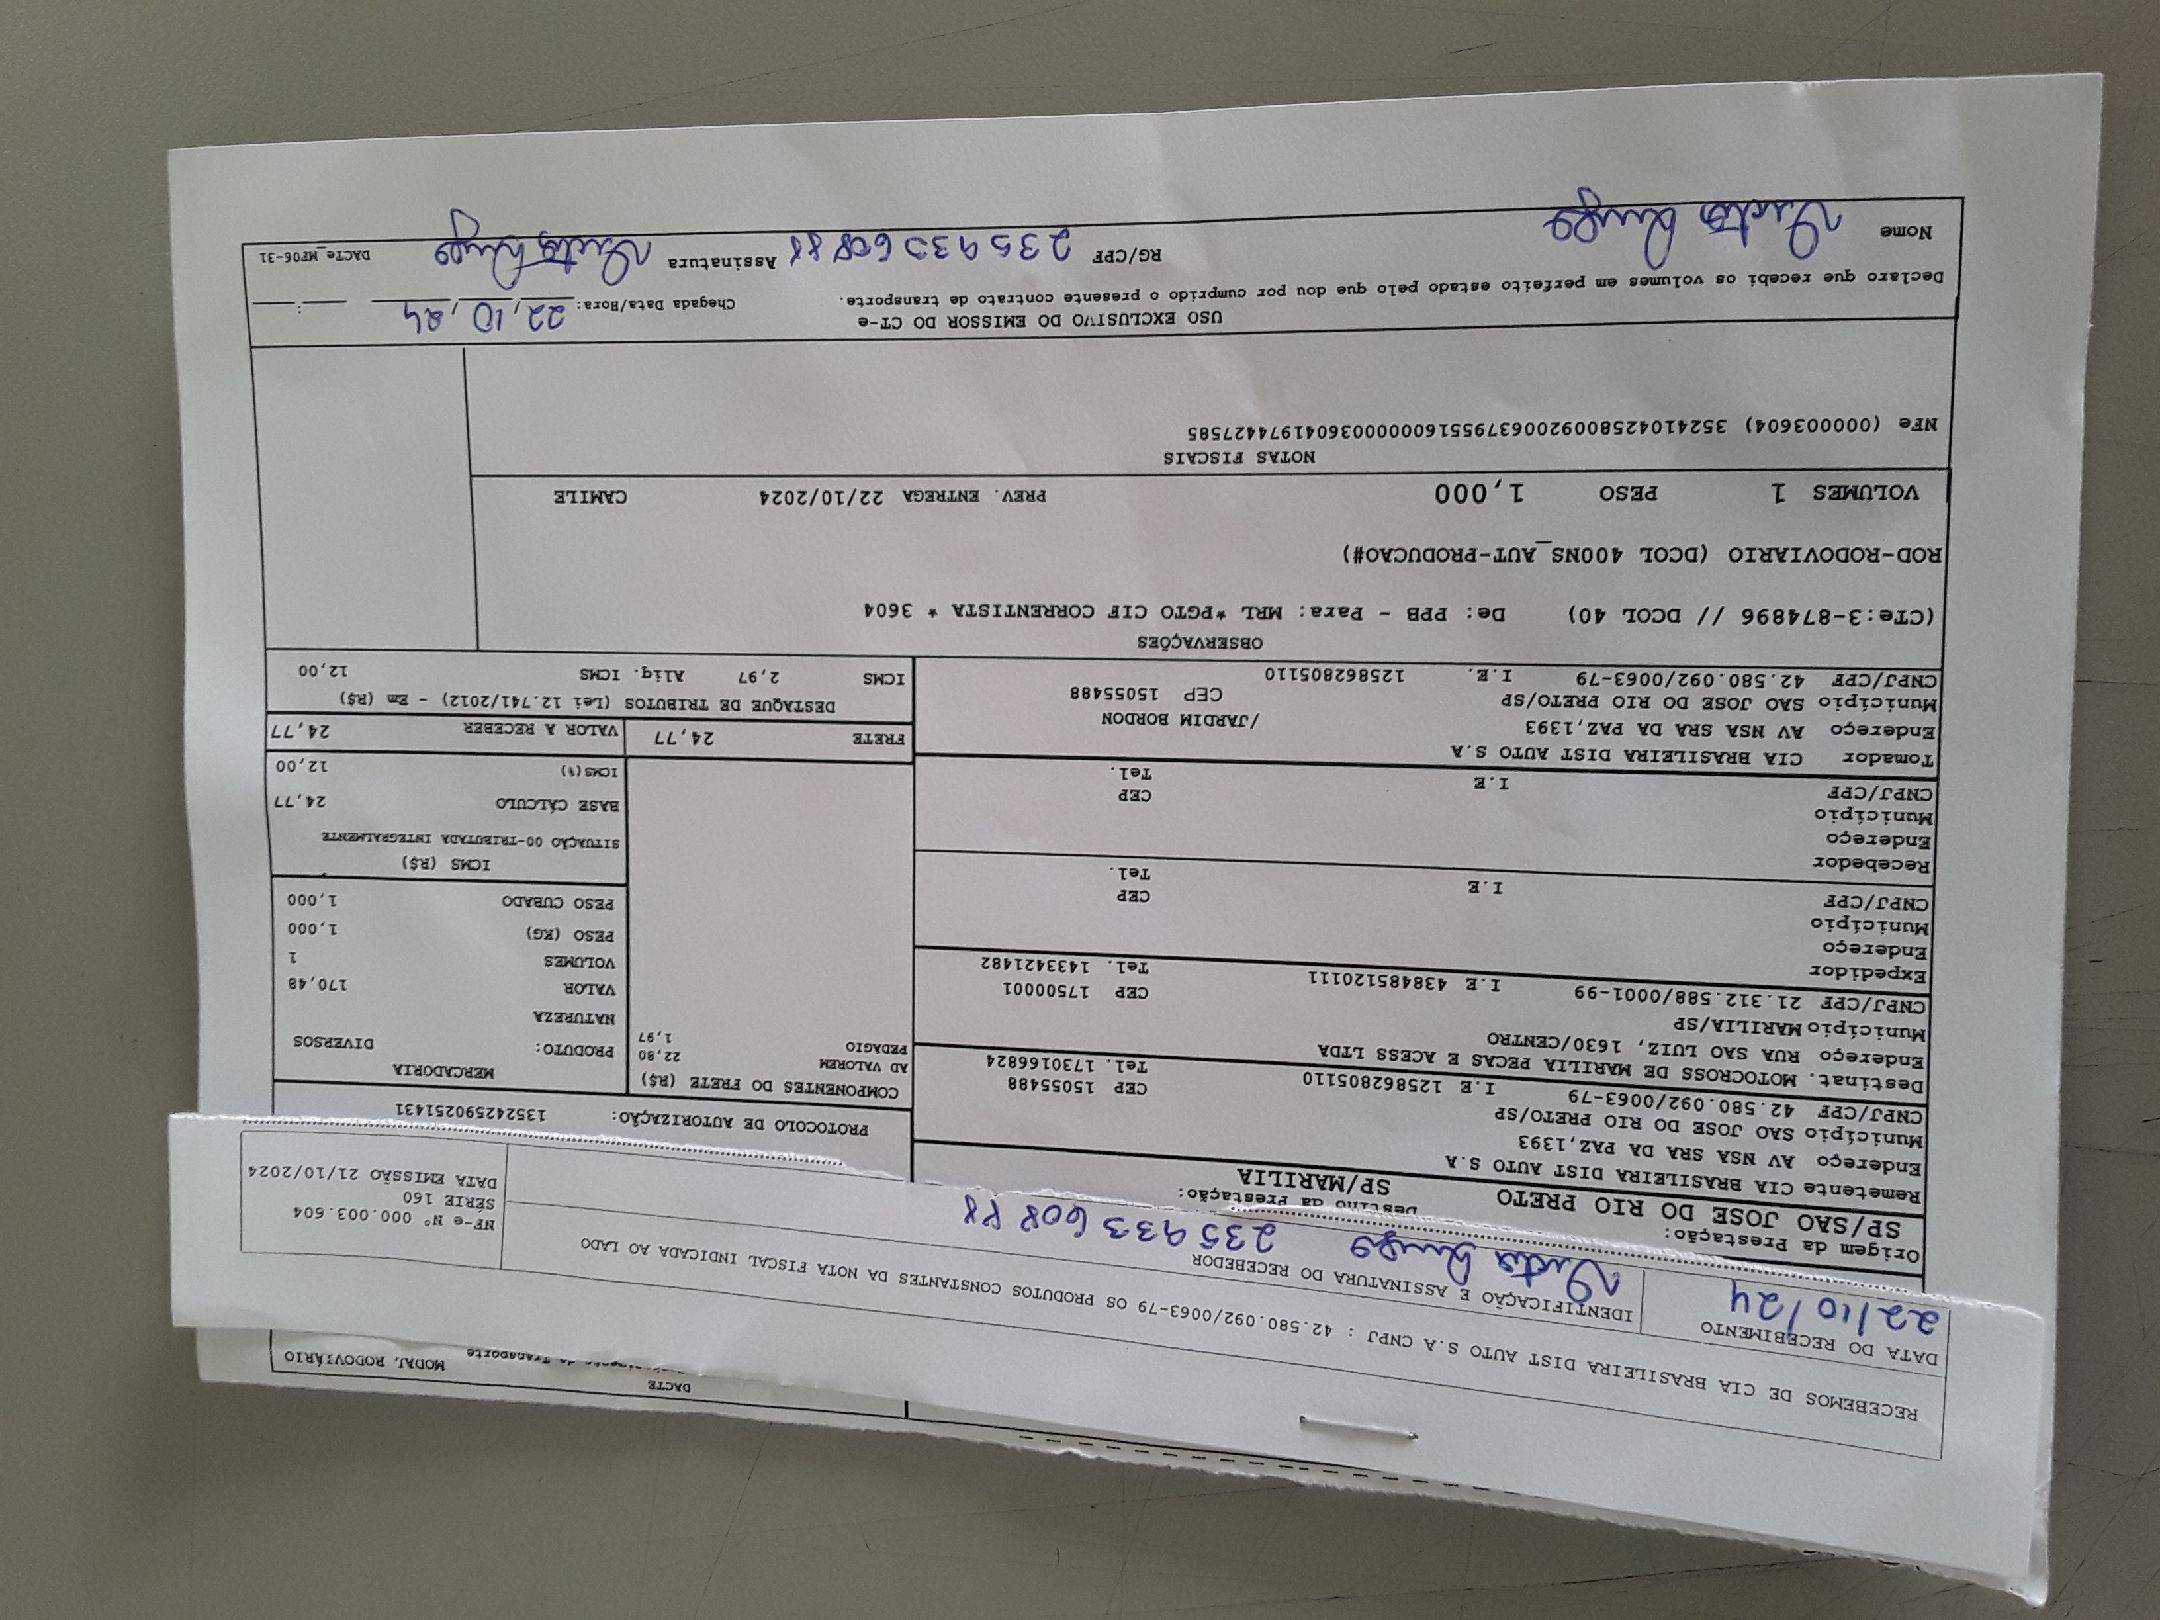 DACTE
MODAL RODOVIÁRIO
RECEBEMOS DE CIA BRASILEIRA DIST AUTO S.A CNPJ : 42.580.092/0063-79 OS PRODUTOS CONSTANTES DA NOTA FISCAL INDICADA AO LADO
DATA DO RECEBIMENTO
22/10/24
IDENTIFICAÇÃO E ASSINATURA DO RECEBEDOR
235933608 88
NF-e Nº 000.003.604
SÉRIE 160
DATA EMISSÃO 21/10/2024
Origem da Prestação:
SP/SAO JOSE DO RIO PRETO
Destino da Prestação:
SP/MARILIA
PROTOCOLO DE AUTORIZAÇÃO: 135242590251431
Remetente CIA BRASILEIRA DIST AUTO S.A
Endereço AV NSA SRA DA PAZ,1393
Município SAO JOSE DO RIO PRETO/SP CEP 15055488
CNPJ/CPF 42.580.092/0063-79 I.E 125862805110 Tel. 1730166824
Destinat. MOTOCROSS DE MARILIA PECAS E ACESS LTDA
Endereço RUA SAO LUIZ, 1630/CENTRO
Município MARILIA/SP CEP 17500001
CNPJ/CPF 21.312.588/0001-99 I.E 438485120111 Tel. 1433421482
Expedidor
Endereço
Município CEP
CNPJ/CPF I.E Tel.
Recebedor
Endereço
Município CEP
CNPJ/CPF I.E Tel.
Tomador CIA BRASILEIRA DIST AUTO S.A
Endereço AV NSA SRA DA PAZ,1393 /JARDIM BORDON
Município SAO JOSE DO RIO PRETO/SP CEP 15055488
CNPJ/CPF 42.580.092/0063-79 I.E. 125862805110
COMPONENTES DO FRETE (R$)
AD VALOREM 22,80
PEDAGIO 1,97
MERCADORIA
PRODUTO: DIVERSOS
NATUREZA
VALOR 170,48
VOLUMES 1
PESO (KG) 1,000
PESO CUBADO 1,000
ICMS (R$)
SITUAÇÃO 00-TRIBUTADA INTEGRALMENTE
BASE CÁLCULO 24,77
ICMS(%) 12,00
FRETE 24,77 VALOR A RECEBER 24,77
DESTAQUE DE TRIBUTOS (Lei 12.741/2012) - Em (R$)
ICMS 2,97 Aliq. ICMS 12,00
OBSERVAÇÕES
(CTe:3-874896 // DCOL 40) De: PPB - Para: MRL *PGTO CIF CORRENTISTA * 3604
ROD-RODOVIARIO (DCOL 400NS_AUT-PRODUCAO#)
VOLUMES 1 PESO 1,000 PREV. ENTREGA 22/10/2024 CAMILE
NOTAS FISCAIS
NFe (000003604) 35241042580092006379551600000036041974427585
USO EXCLUSIVO DO EMISSOR DO CT-e
Declaro que recebi os volumes em perfeito estado pelo que dou por cumprido o presente contrato de transporte. Chegada Data/Hora: 22,10,24
Nome RG/CPF 235933608 88 Assinatura DACTe_MF06-31